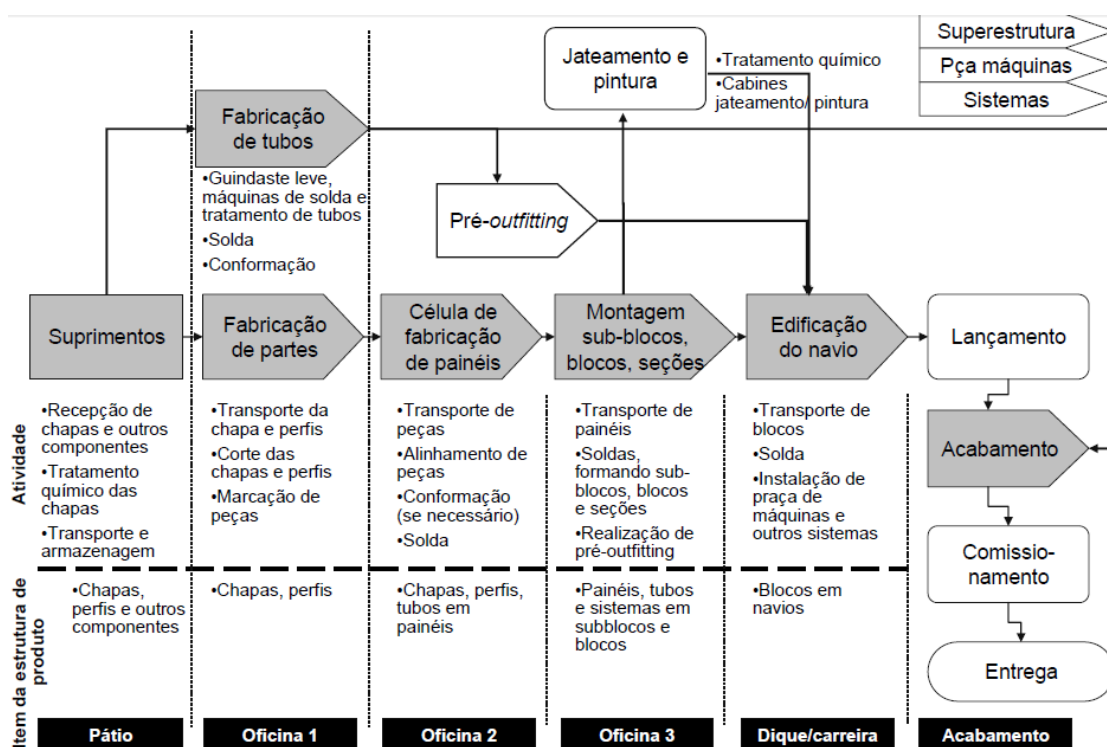 Superestrutura
Pça máquinas
Sistemas
Jateamento e
pintura
•Tratamento químico
•Cabines
jateamento/ pintura
Fabricação
de tubos
•Guindaste leve,
máquinas de solda e
tratamento de tubos
•Solda
•Conformação
Pré-outfitting
Suprimentos
Fabricação
de partes
Célula de
fabricação
de painéis
Montagem
sub-blocos,
blocos, seções
Edificação
do navio
Lançamento
Acabamento
Comissio-
namento
Entrega
Atividade
•Recepção de
chapas e outros
componentes
•Tratamento
químico das
chapas
•Transporte e
armazenagem
•Transporte da
chapa e perfis
•Corte das
chapas e perfis
•Marcação de
peças
•Transporte de
peças
•Alinhamento de
peças
•Conformação
(se necessário)
•Solda
•Transporte de
painéis
•Soldas,
formando sub-
blocos, blocos
e seções
•Realização de
pré-outfitting
•Transporte de
blocos
•Solda
•Instalação de
praça de
máquinas e
outros sistemas
Item da estrutura de
produto
•Chapas,
perfis e outros
componentes
•Chapas, perfis
•Chapas, perfis,
tubos em
painéis
•Painéis, tubos
e sistemas em
subblocos e
blocos
•Blocos em
navios
Pátio
Oficina 1
Oficina 2
Oficina 3
Dique/carreira
Acabamento